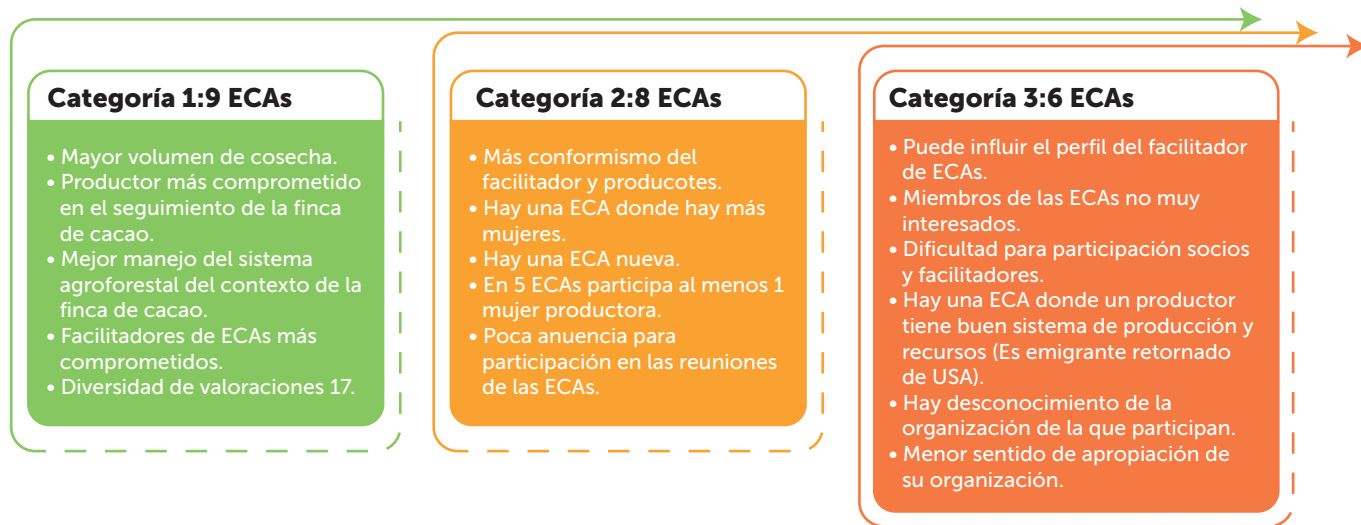 Categoría 1:9 ECAs
• Mayor volumen de cosecha.
• Productor más comprometido
en el seguimiento de la finca
de cacao.
• Mejor manejo del sistema
agroforestal del contexto de la
finca de cacao.
• Facilitadores de ECAs más
comprometidos.
• Diversidad de valoraciones 17.
Categoría 2:8 ECAs
• Más conformismo del
facilitador y producotes.
• Hay una ECA donde hay más
mujeres.
• Hay una ECA nueva.
• En 5 ECAs participa al menos 1
mujer productora.
• Poca anuencia para
participación en las reuniones
de las ECAs.
Categoría 3:6 ECAs
• Puede influir el perfil del facilitador
de ECAs.
• Miembros de las ECAs no muy
interesados.
• Dificultad para participación socios
y facilitadores.
• Hay una ECA donde un productor
tiene buen sistema de producción y
recursos (Es emigrante retornado
de USA).
• Hay desconocimiento de la
organización de la que participan.
• Menor sentido de apropiación de
su organización.